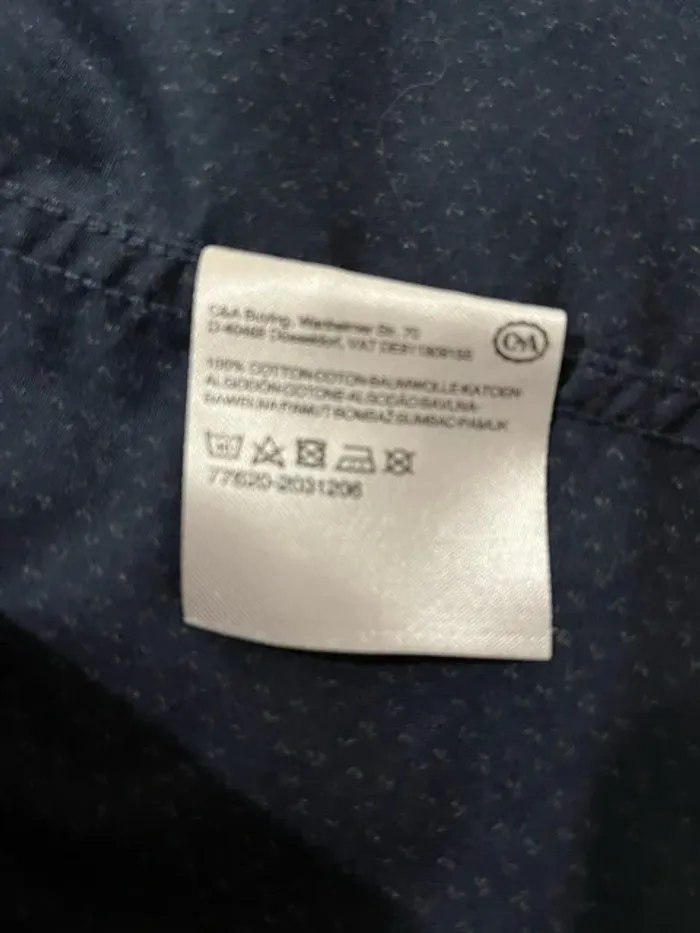 C&A Buying, Wanheimer Str. 70
D-40468 Düsseldorf, VAT
C&A
100% COTTON-COTON-BAUMWOLLE-KATOEN-
ALGODÓN-COTONE-ALGODÃO-BAVLNA-
BAWEŁNA-PAMUT-BOMBAŽ-BUMBAC-PAMUK
77620-2031206